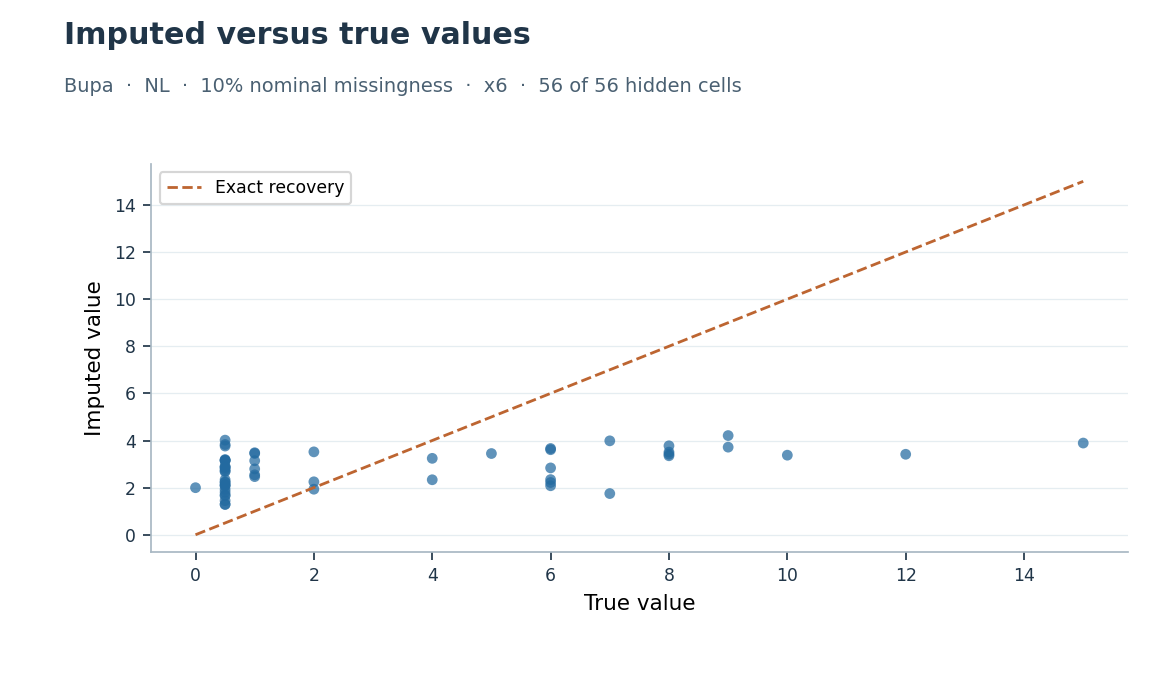 Imputed versus true values
Bupa · NL · 10% nominal missingness · x6 · 56 of 56 hidden cells
Exact recovery
14
12
10
8
6
4
2
0
Imputed value
0 2 4 6 8 10 12 14
True value